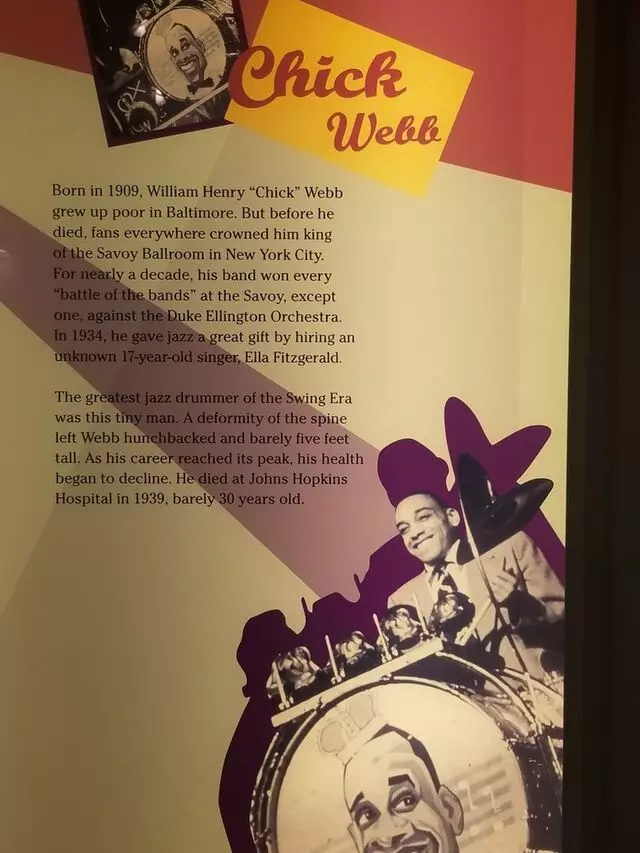 Chick
Webb
Born in 1909, William Henry “Chick” Webb
grew up poor in Baltimore. But before he
died, fans everywhere crowned him king
of the Savoy Ballroom in New York City.
For nearly a decade, his band won every
“battle of the bands” at the Savoy, except
one, against the Duke Ellington Orchestra.
In 1934, he gave jazz a great gift by hiring an
unknown 17-year-old singer, Ella Fitzgerald.
The greatest jazz drummer of the Swing Era
was this tiny man. A deformity of the spine
left Webb hunchbacked and barely five feet
tall. As his career reached its peak, his health
began to decline. He died at Johns Hopkins
Hospital in 1939, barely 30 years old.